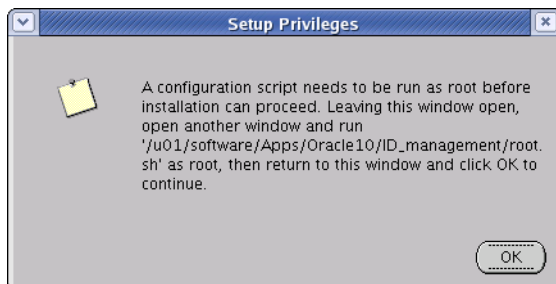 Setup Privileges
A configuration script needs to be run as root before
installation can proceed. Leaving this window open,
open another window and run
'/u01/software/Apps/Oracle10/ID_management/root.
sh' as root, then return to this window and click OK to
continue.
OK